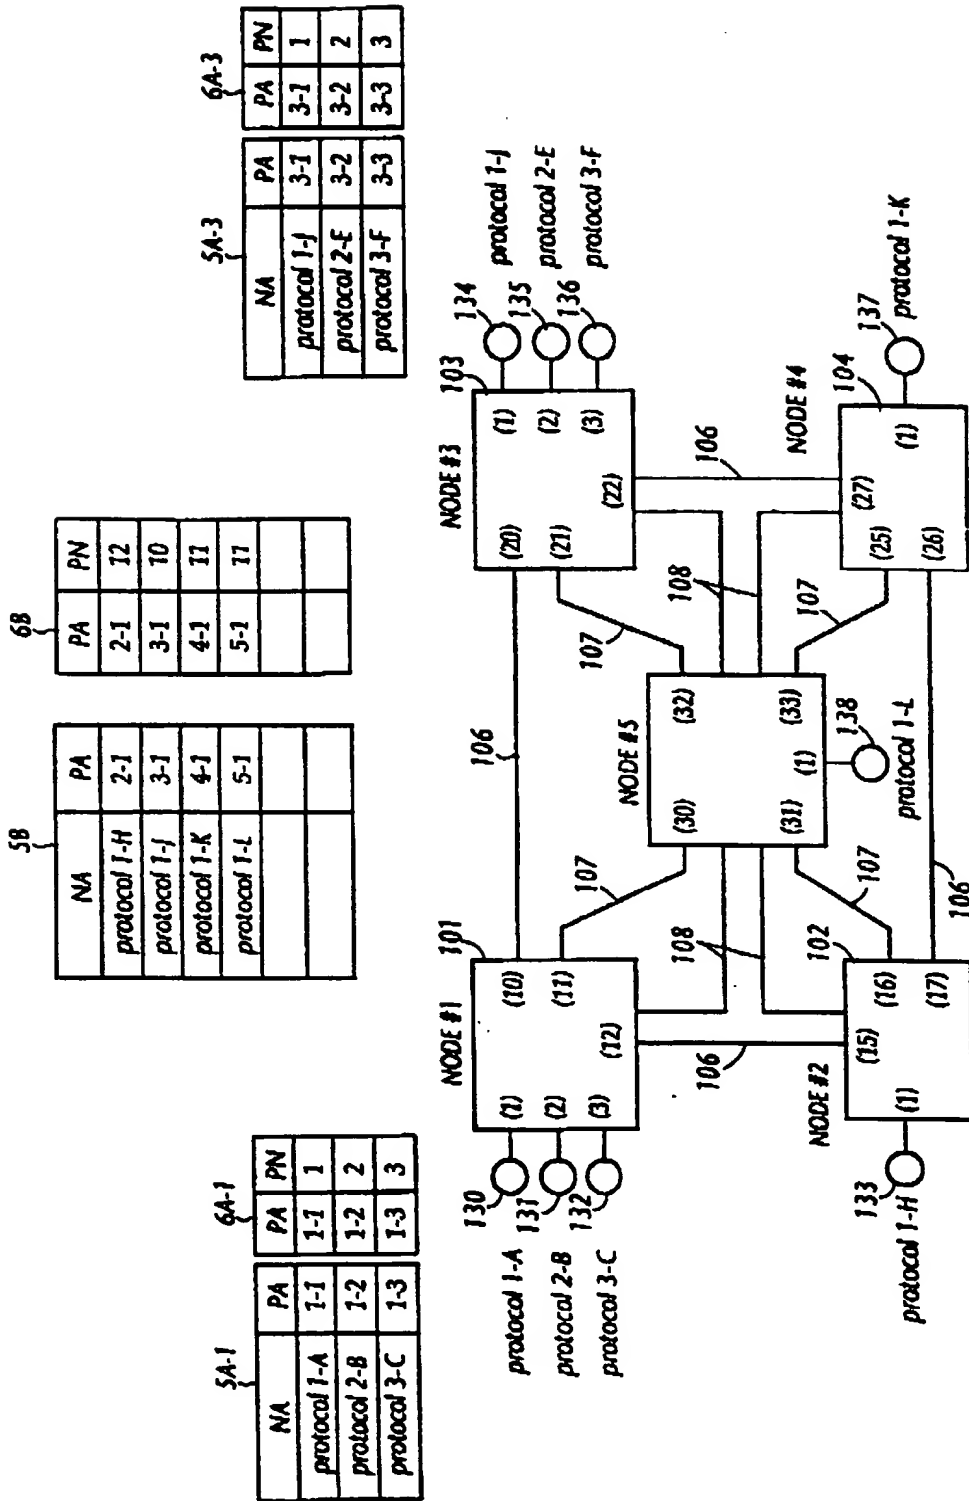 5A-1
NA PA
protocol 1-A 1-1
protocol 2-B 1-2
protocol 3-C 1-3
6A-1
PA PN
1-1 1
1-2 2
1-3 3
5B
NA PA
protocol 1-H 2-1
protocol 1-J 3-1
protocol 1-K 4-1
protocol 1-L 5-1
6B
PA PN
2-1 12
3-1 10
4-1 11
5-1 11
5A-3
NA PA
protocol 1-J 3-1
protocol 2-E 3-2
protocol 3-F 3-3
6A-3
PA PN
3-1 1
3-2 2
3-3 3
NODE #1
101
(1)
(2)
(3)
(10)
(11)
(12)
130
131
132
protocol 1-A
protocol 2-B
protocol 3-C
106
107
108
NODE #3
103
(20)
(21)
(22)
(1)
(2)
(3)
134
135
136
protocol 1-J
protocol 2-E
protocol 3-F
107
108
106
NODE #5
(30)
(32)
(31)
(33)
(1)
138
protocol 1-L
106
107
107
NODE #2
102
(15)
(16)
(17)
(1)
133
protocol 1-H
106
NODE #4
104
(25)
(27)
(26)
(1)
137
protocol 1-K